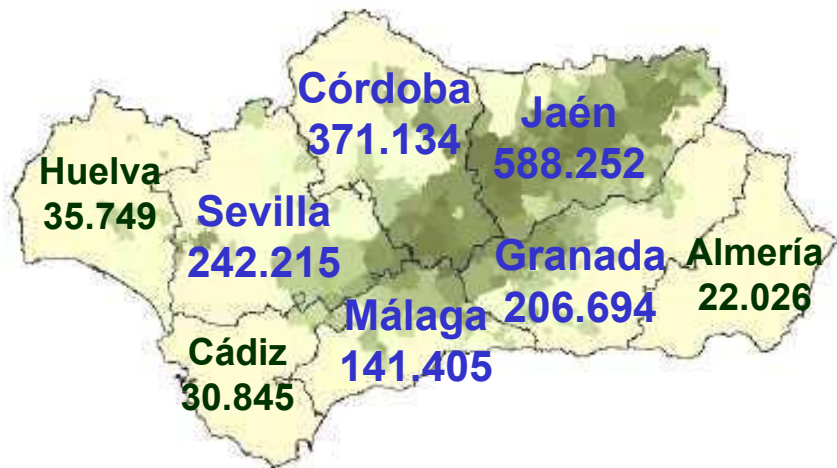 Córdoba
371.134
Jaén
588.252
Huelva
35.749
Sevilla
242.215
Granada
206.694
Almería
22.026
Málaga
141.405
Cádiz
30.845